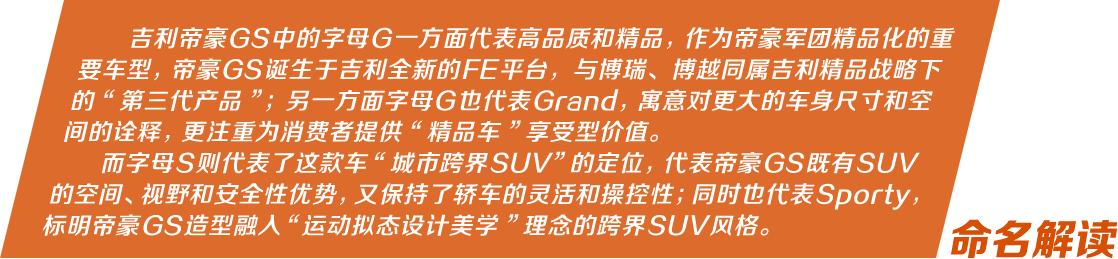 吉利帝豪GS中的字母G一方面代表高品质和精品，作为帝豪军团精品化的重
要车型，帝豪GS诞生于吉利全新的FE平台，与博瑞、博越同属吉利精品战略下
的“第三代产品”；另一方面字母G也代表Grand，寓意对更大的车身尺寸和空
间的诠释，更注重为消费者提供“精品车”享受型价值。
而字母S则代表了这款车“城市跨界SUV”的定位，代表帝豪GS既有SUV
的空间、视野和安全性优势，又保持了轿车的灵活和操控性；同时也代表Sporty，
标明帝豪GS造型融入“运动拟态设计美学”理念的跨界SUV风格。
命名解读